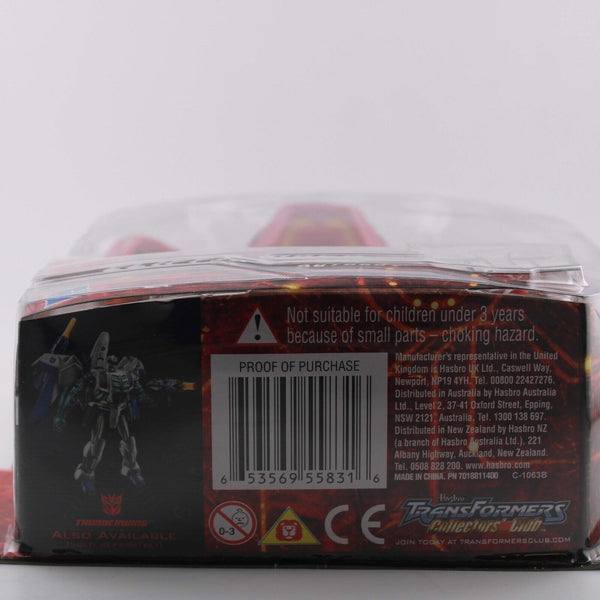 Not suitable for children under 3 years
because of small parts – choking hazard.
PROOF OF PURCHASE
6 53569 55831 6
Manufacturer's representative in the United
Kingdom is Hasbro UK Ltd., Caswell Way,
Newport, NP19 4YH. Tel. 00800 22427276.
Distributed in Australia by Hasbro Australia
Ltd., Level 2, 37-41 Oxford Street, Epping,
NSW 2121, Australia. Tel. 1300 138 697.
Distributed in New Zealand by Hasbro NZ
(a branch of Hasbro Australia Ltd.), 221
Albany Highway, Auckland, New Zealand.
Tel. 0508 828 200. www.hasbro.com
MADE IN CHINA. PN 7018811400 C-1063B
THUNDERWING
ALSO AVAILABLE
(SOLD SEPARATELY)
0-3
CE
Hasbro
TRANSFORMERS
Collectors' Club
JOIN TODAY AT TRANSFORMERSCLUB.COM